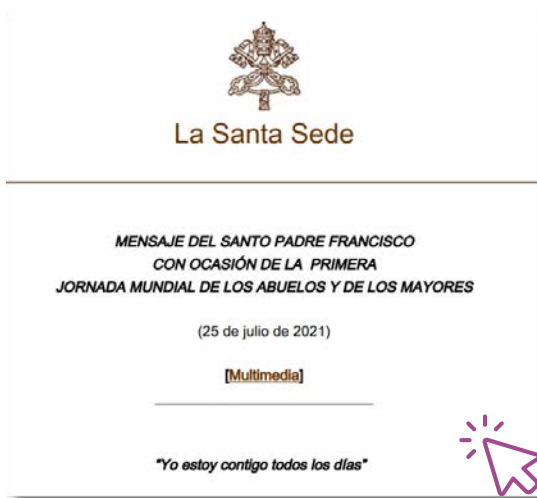 La Santa Sede
MENSAJE DEL SANTO PADRE FRANCISCO
CON OCASIÓN DE LA PRIMERA
JORNADA MUNDIAL DE LOS ABUELOS Y DE LOS MAYORES
(25 de julio de 2021)
[Multimedia]
"Yo estoy contigo todos los días"